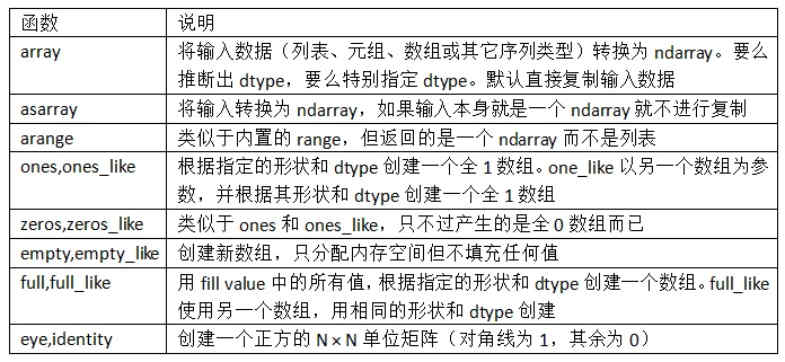 函数 说明
array 将输入数据（列表、元组、数组或其它序列类型）转换为 ndarray。要么
推断出 dtype，要么特别指定 dtype。默认直接复制输入数据
asarray 将输入转换为 ndarray，如果输入本身就是一个 ndarray 就不进行复制
arange 类似于内置的 range，但返回的是一个 ndarray 而不是列表
ones,ones_like 根据指定的形状和 dtype 创建一个全 1 数组。one_like 以另一个数组为参
数，并根据其形状和 dtype 创建一个全 1 数组
zeros,zeros_like 类似于 ones 和 ones_like，只不过产生的是全 0 数组而已
empty,empty_like 创建新数组，只分配内存空间但不填充任何值
full,full_like 用 fill value 中的所有值，根据指定的形状和 dtype 创建一个数组。full_like
使用另一个数组，用相同的形状和 dtype 创建
eye,identity 创建一个正方的 N×N 单位矩阵（对角线为 1，其余为 0）